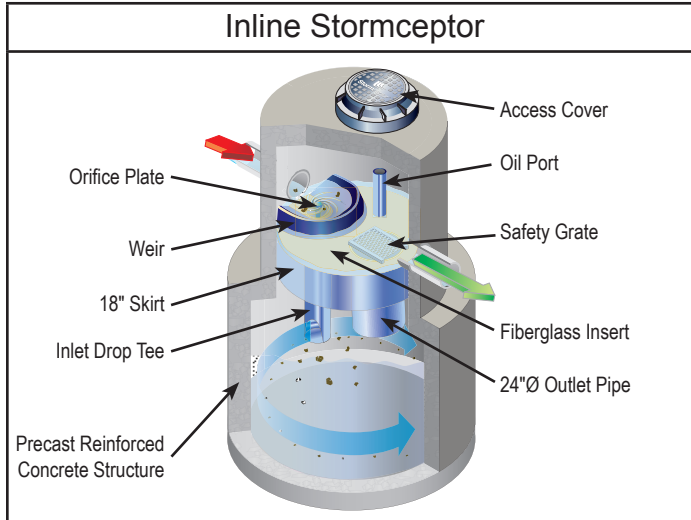 Inline Stormceptor
Access Cover
Oil Port
Orifice Plate
Weir
Safety Grate
18" Skirt
Fiberglass Insert
Inlet Drop Tee
24"Ø Outlet Pipe
Precast Reinforced
Concrete Structure